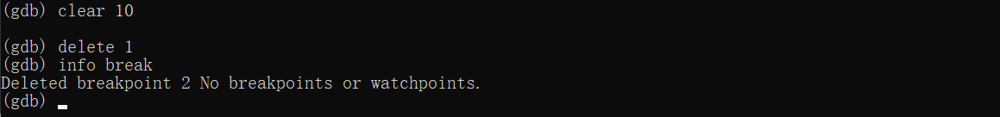 (gdb) clear 10
(gdb) delete 1
(gdb) info break
Deleted breakpoint 2 No breakpoints or watchpoints.
(gdb)